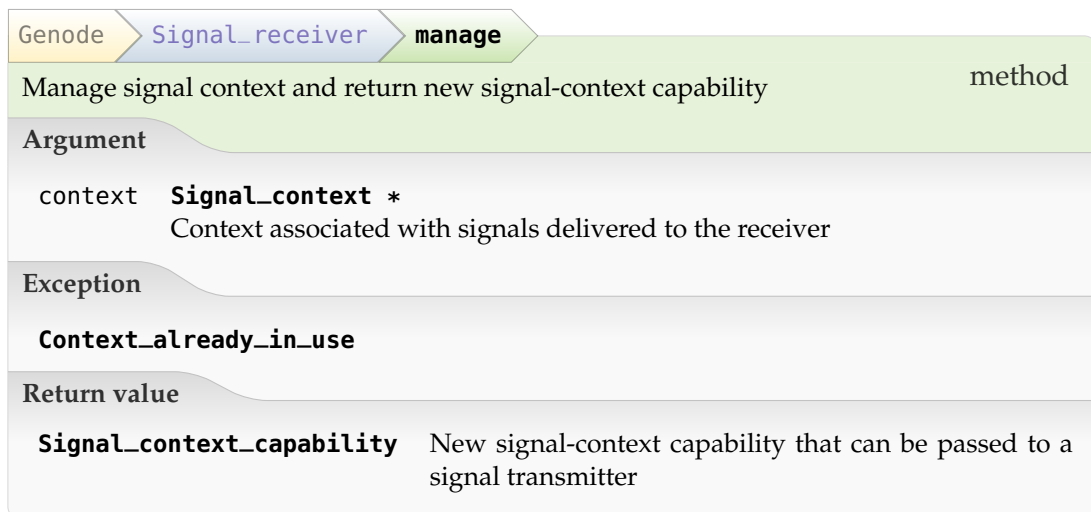 Genode Signal_receiver manage
Manage signal context and return new signal-context capability method
Argument
context Signal_context *
Context associated with signals delivered to the receiver
Exception
Context_already_in_use
Return value
Signal_context_capability New signal-context capability that can be passed to a
signal transmitter